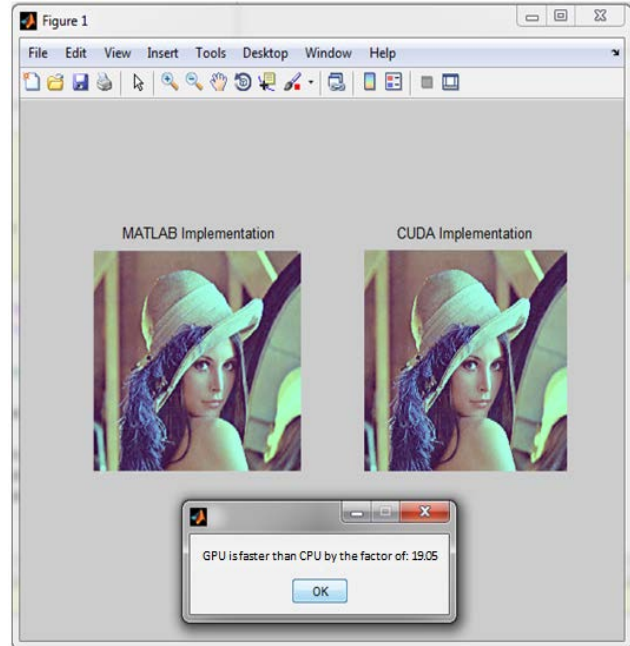 Figure 1
File Edit View Insert Tools Desktop Window Help
MATLAB Implementation CUDA Implementation
GPU is faster than CPU by the factor of: 19.05
OK